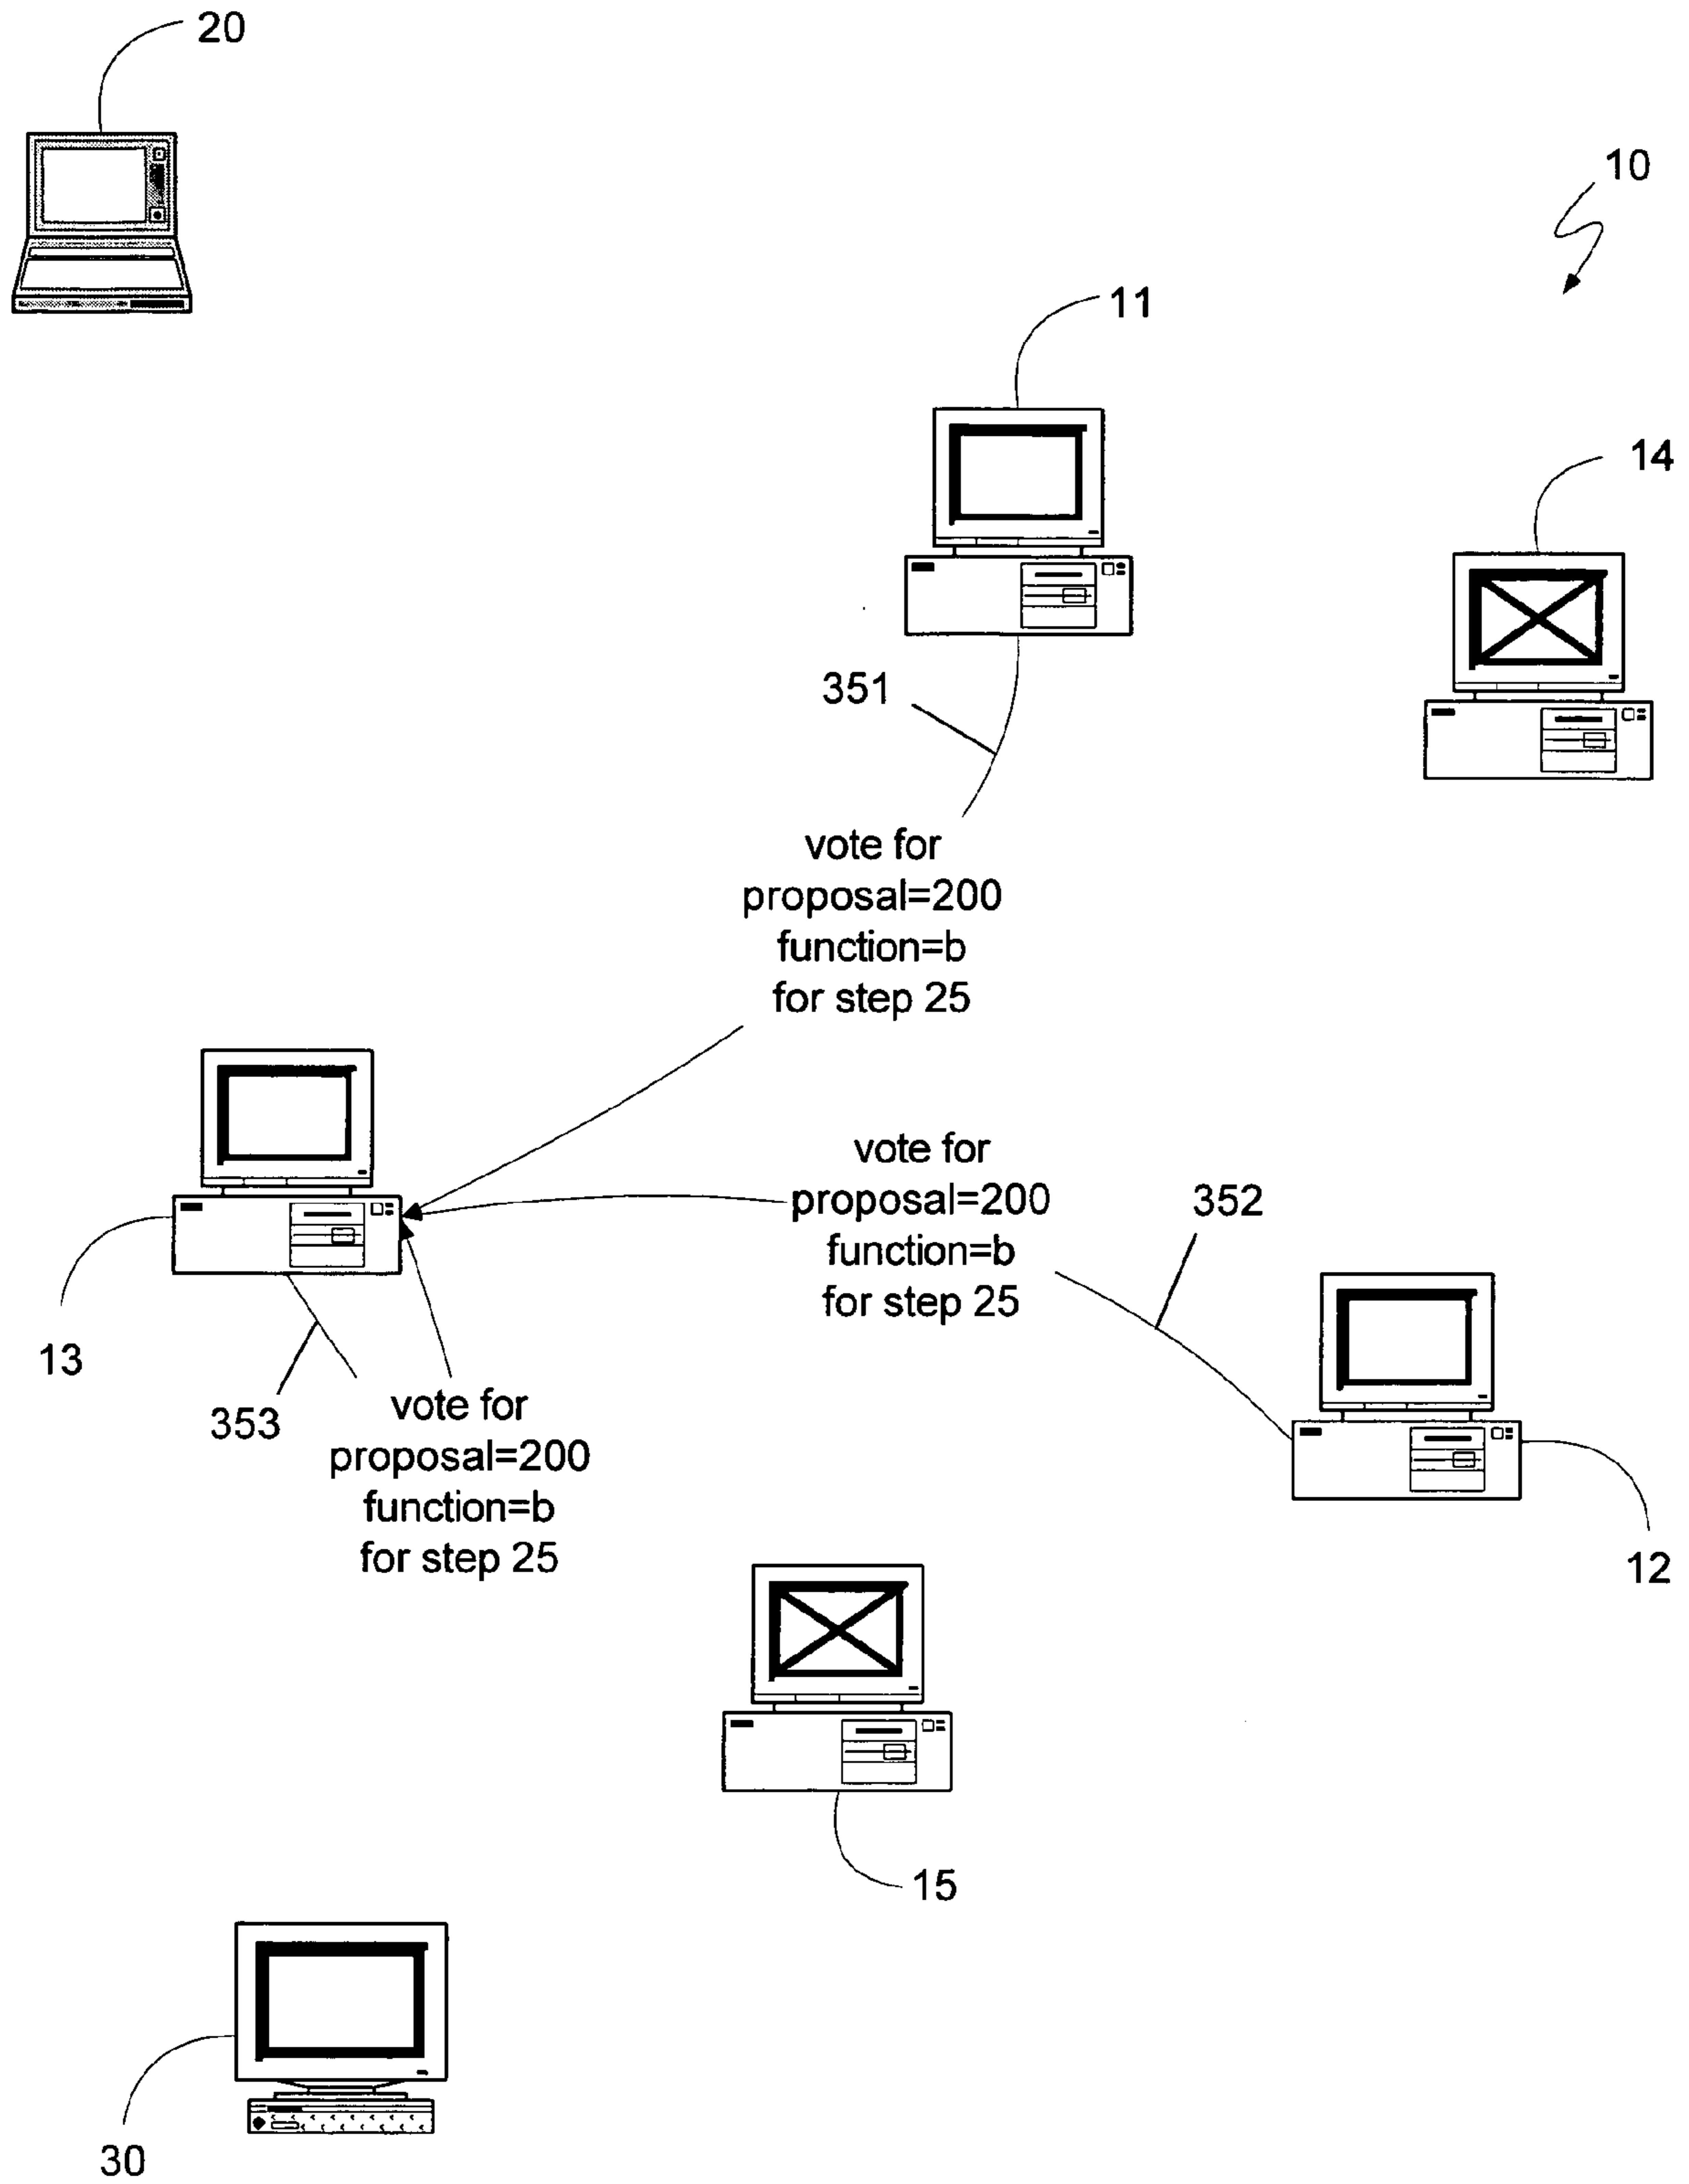 20
10
11
14
351
vote for
proposal=200
function=b
for step 25
vote for
proposal=200
function=b
for step 25
352
13
353
vote for
proposal=200
function=b
for step 25
12
15
30